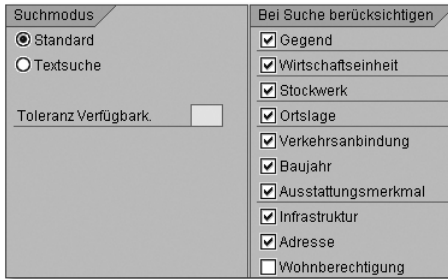 Suchmodus
Standard
Textsuche
Toleranz Verfügbark.
Bei Suche berücksichtigen
Gegend
Wirtschaftseinheit
Stockwerk
Ortslage
Verkehrsanbindung
Baujahr
Ausstattungsmerkmal
Infrastruktur
Adresse
Wohnberechtigung